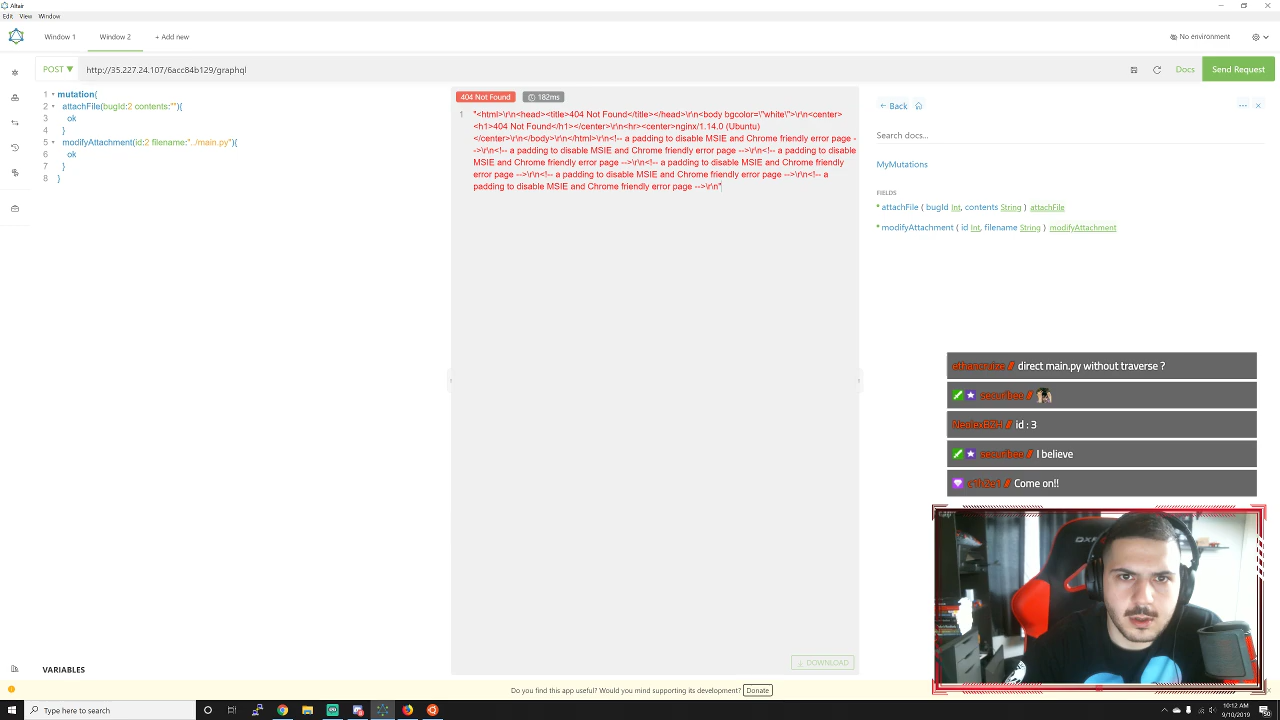 Altair
Edit View Window
Window 1 Window 2 + Add new No environment
POST http://35.227.24.107/6acc84b129/graphql Docs Send Request
1 mutation{
2 attachFile(bugId:2 contents:""){
3 ok
4 }
5 modifyAttachment(id:2 filename:"../main.py"){
6 ok
7 }
8 }
404 Not Found 182ms
1 "<html>\r\n<head><title>404 Not Found</title></head>\r\n<body bgcolor=\"white\">\r\n<center>
<h1>404 Not Found</h1></center>\r\n<hr><center>nginx/1.14.0 (Ubuntu)
</center>\r\n</body>\r\n</html>\r\n<!-- a padding to disable MSIE and Chrome friendly error page -
->\r\n<!-- a padding to disable MSIE and Chrome friendly error page -->\r\n<!-- a padding to disable
MSIE and Chrome friendly error page -->\r\n<!-- a padding to disable MSIE and Chrome friendly
error page -->\r\n<!-- a padding to disable MSIE and Chrome friendly error page -->\r\n<!-- a
padding to disable MSIE and Chrome friendly error page -->\r\n"
DOWNLOAD
← Back
Search docs...
MyMutations
FIELDS
attachFile ( bugId Int, contents String ) attachFile
modifyAttachment ( id Int, filename String ) modifyAttachment
direct main.py without traverse ?
securibee //
id : 3
securibee // I believe
Come on!!
VARIABLES
Do you find this app useful? Would you mind supporting its development? Donate
Type here to search
10:12 AM
9/10/2019